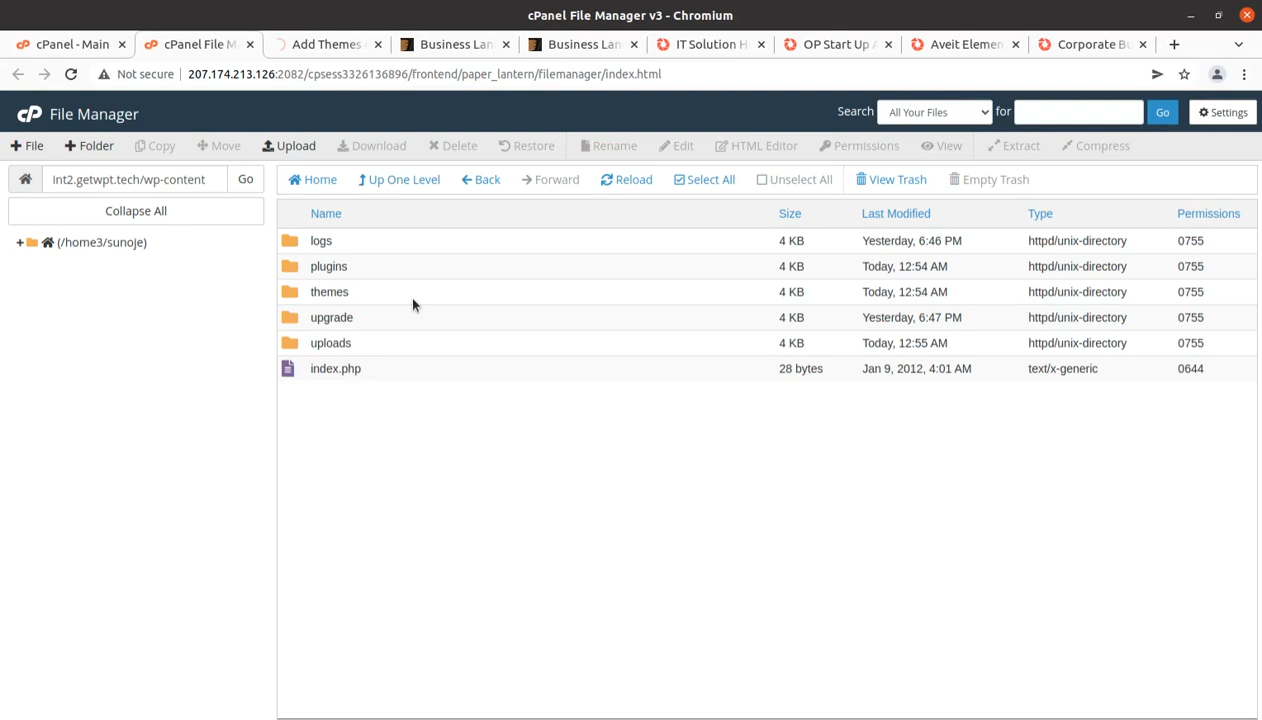 cPanel File Manager v3 - Chromium
cPanel - Main
cPanel File M
Add Themes
Business Lan
Business Lan
IT Solution H
OP Start Up A
Aveit Elemen
Corporate Bu
Not secure 207.174.213.126:2082/cpsess3326136896/frontend/paper_lantern/filemanager/index.html
cP File Manager
Search All Your Files for Go Settings
File Folder Copy Move Upload Download Delete Restore Rename Edit HTML Editor Permissions View Extract Compress
int2.getwpt.tech/wp-content Go
Home Up One Level Back Forward Reload Select All Unselect All View Trash Empty Trash
Collapse All
(/home3/sunoje)
Name Size Last Modified Type Permissions
logs 4 KB Yesterday, 6:46 PM httpd/unix-directory 0755
plugins 4 KB Today, 12:54 AM httpd/unix-directory 0755
themes 4 KB Today, 12:54 AM httpd/unix-directory 0755
upgrade 4 KB Yesterday, 6:47 PM httpd/unix-directory 0755
uploads 4 KB Today, 12:55 AM httpd/unix-directory 0755
index.php 28 bytes Jan 9, 2012, 4:01 AM text/x-generic 0644